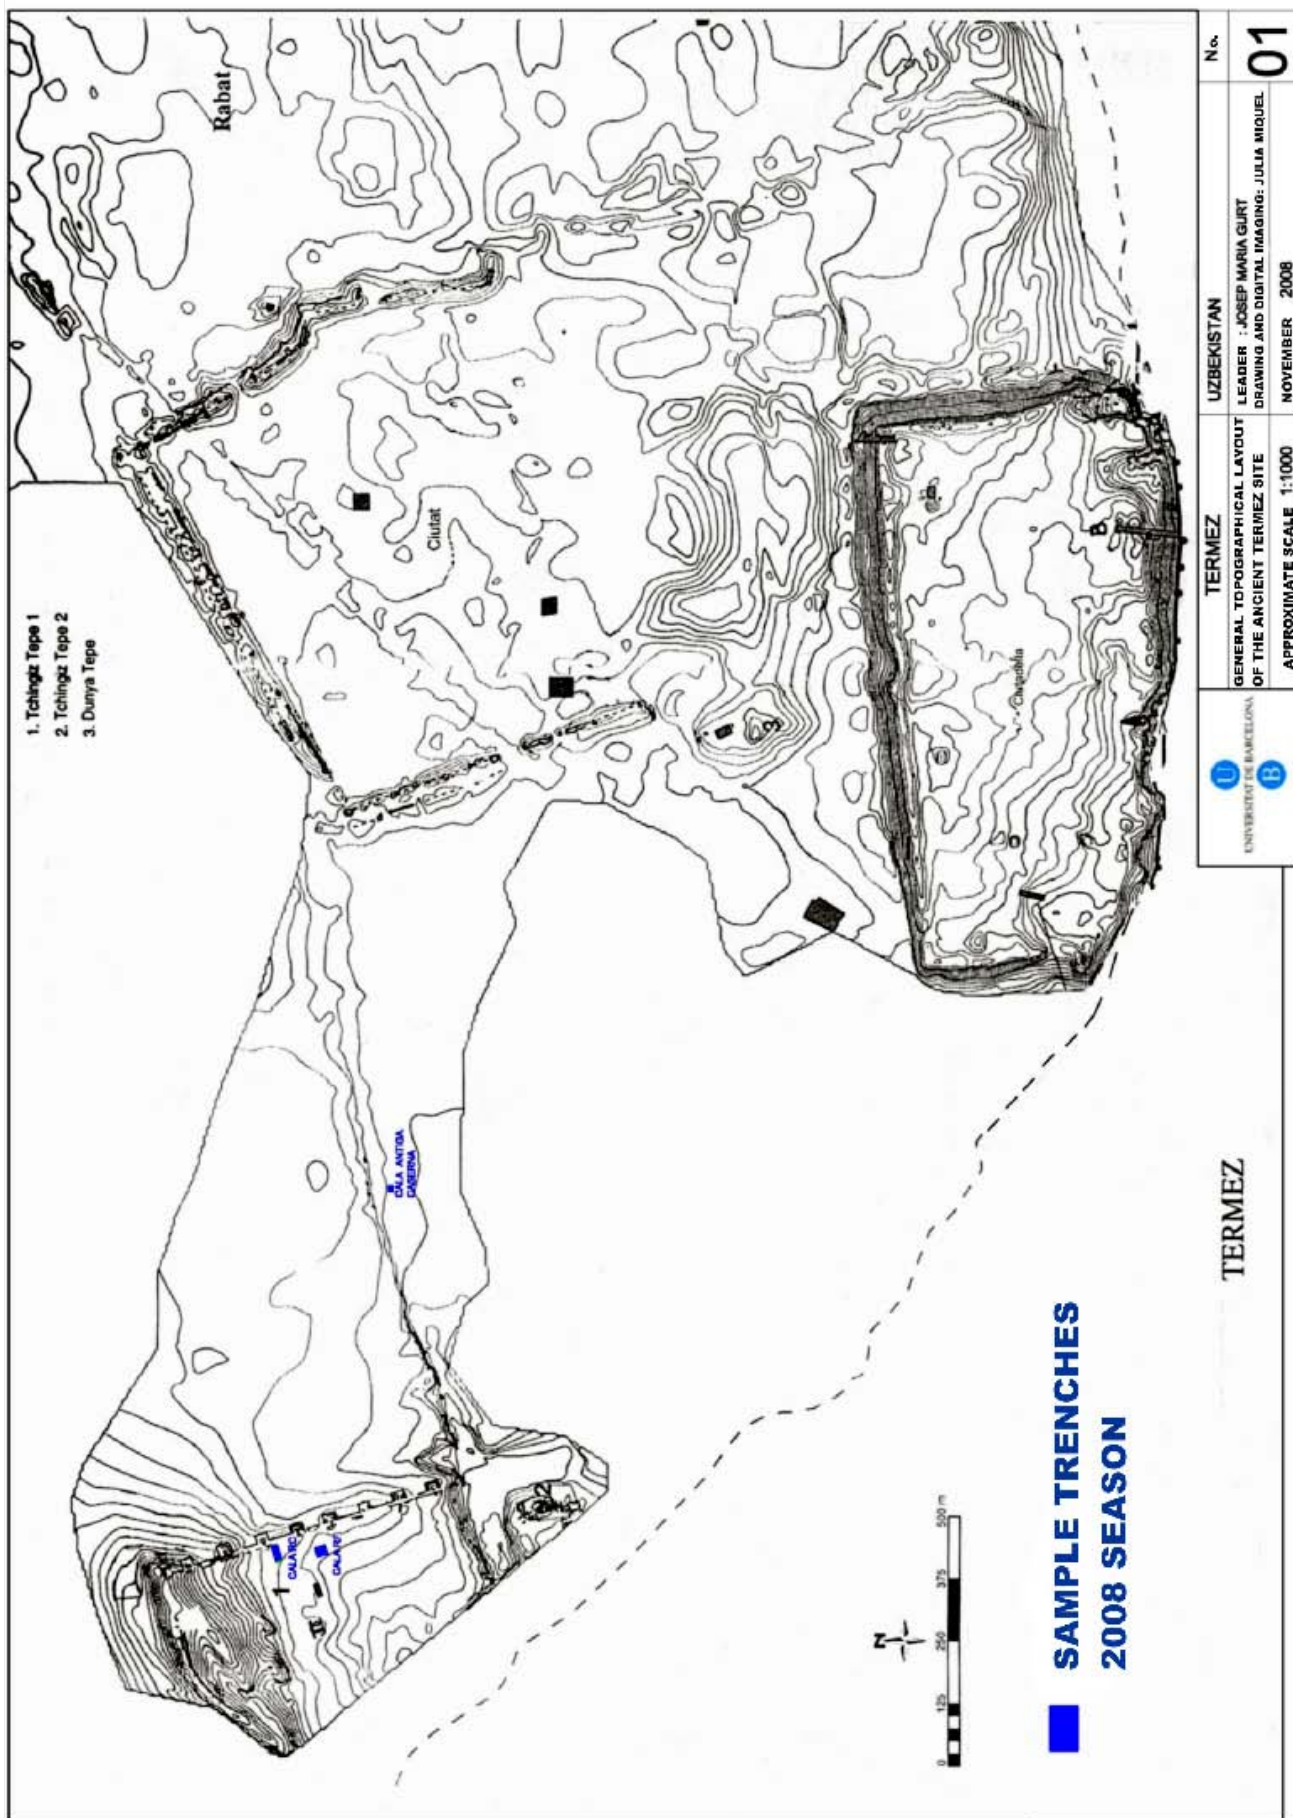 1. Tchingiz Tepe 1
2. Tchingiz Tepe 2
3. Dunya Tepe
Rabat
Ciutat
CALA ANTIGA
CASERNA
1
2
3
B
N
0 125 250 375 500 m
SAMPLE TRENCHES
2008 SEASON
TERMEZ
UNIVERSITAT DE BARCELONA
U
B
TERMEZ
UZBEKISTAN
No.
GENERAL TOPOGRAPHICAL LAYOUT
OF THE ANCIENT TERMEZ SITE
LEADER : JOSEP MARIA GURT
DRAWING AND DIGITAL IMAGING: JULIA MIQUEL
01
APPROXIMATE SCALE 1:1000
NOVEMBER 2008